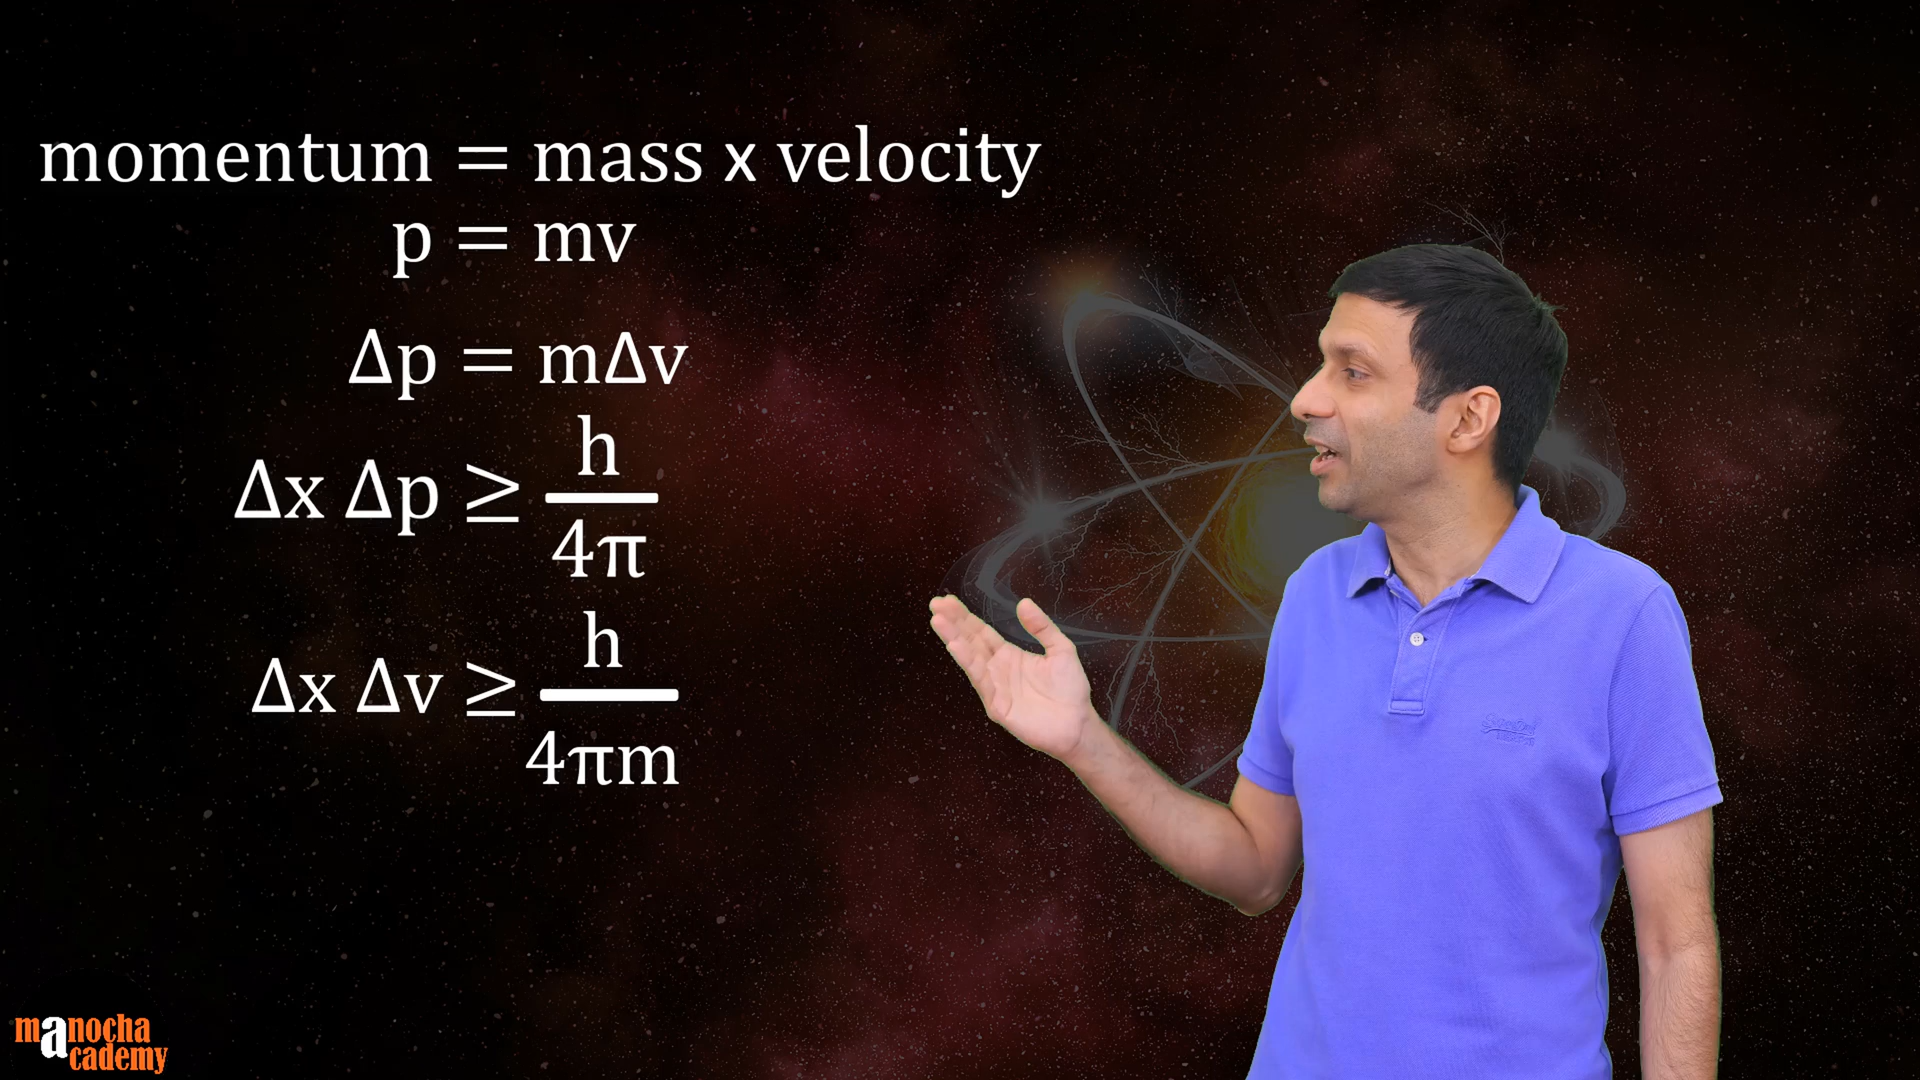 momentum = mass x velocity
p = mv
Δp = mΔv
Δx Δp ≥ h/4π
Δx Δv ≥ h/4πm
manocha
academy